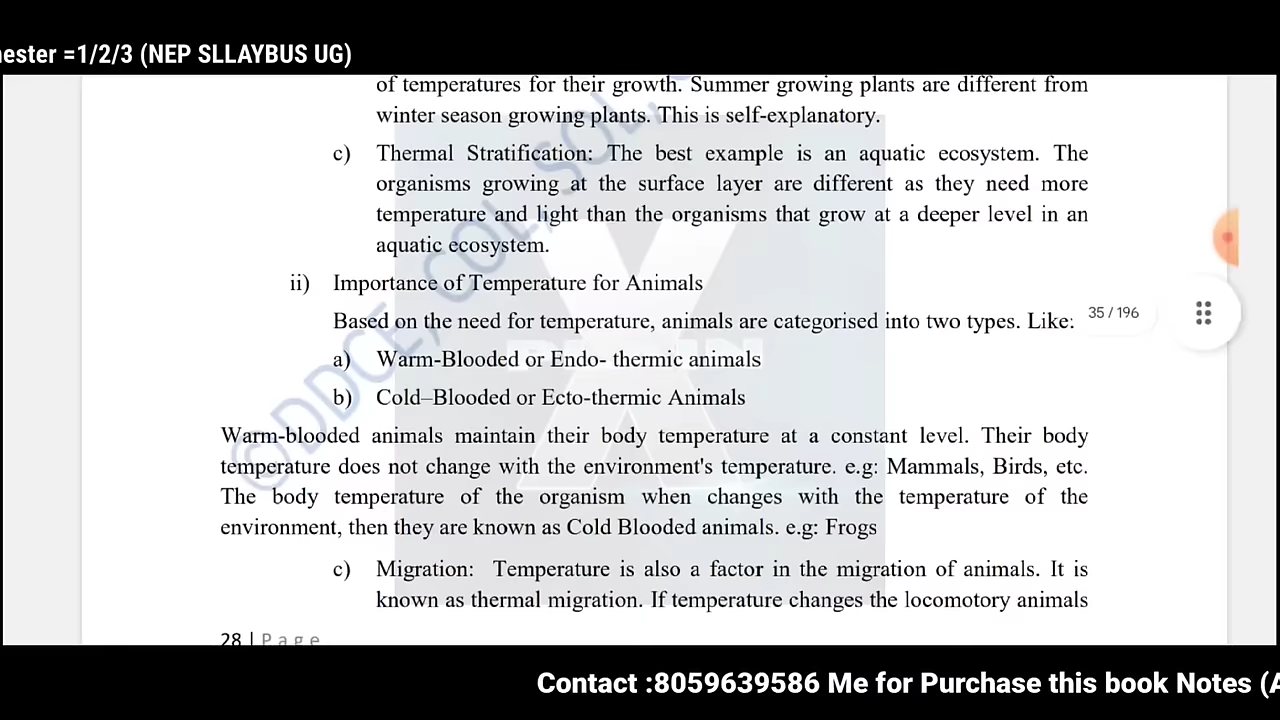 ester =1/2/3 (NEP SLLAYBUS UG)
of temperatures for their growth. Summer growing plants are different from
winter season growing plants. This is self-explanatory.
c) Thermal Stratification: The best example is an aquatic ecosystem. The
organisms growing at the surface layer are different as they need more
temperature and light than the organisms that grow at a deeper level in an
aquatic ecosystem.
ii) Importance of Temperature for Animals
Based on the need for temperature, animals are categorised into two types. Like:
35 / 196
a) Warm-Blooded or Endo- thermic animals
b) Cold–Blooded or Ecto-thermic Animals
Warm-blooded animals maintain their body temperature at a constant level. Their body
temperature does not change with the environment's temperature. e.g: Mammals, Birds, etc.
The body temperature of the organism when changes with the temperature of the
environment, then they are known as Cold Blooded animals. e.g: Frogs
c) Migration: Temperature is also a factor in the migration of animals. It is
known as thermal migration. If temperature changes the locomotory animals
28 | Page
©DDCE, COL, SOL,
Contact :8059639586 Me for Purchase this book Notes (A